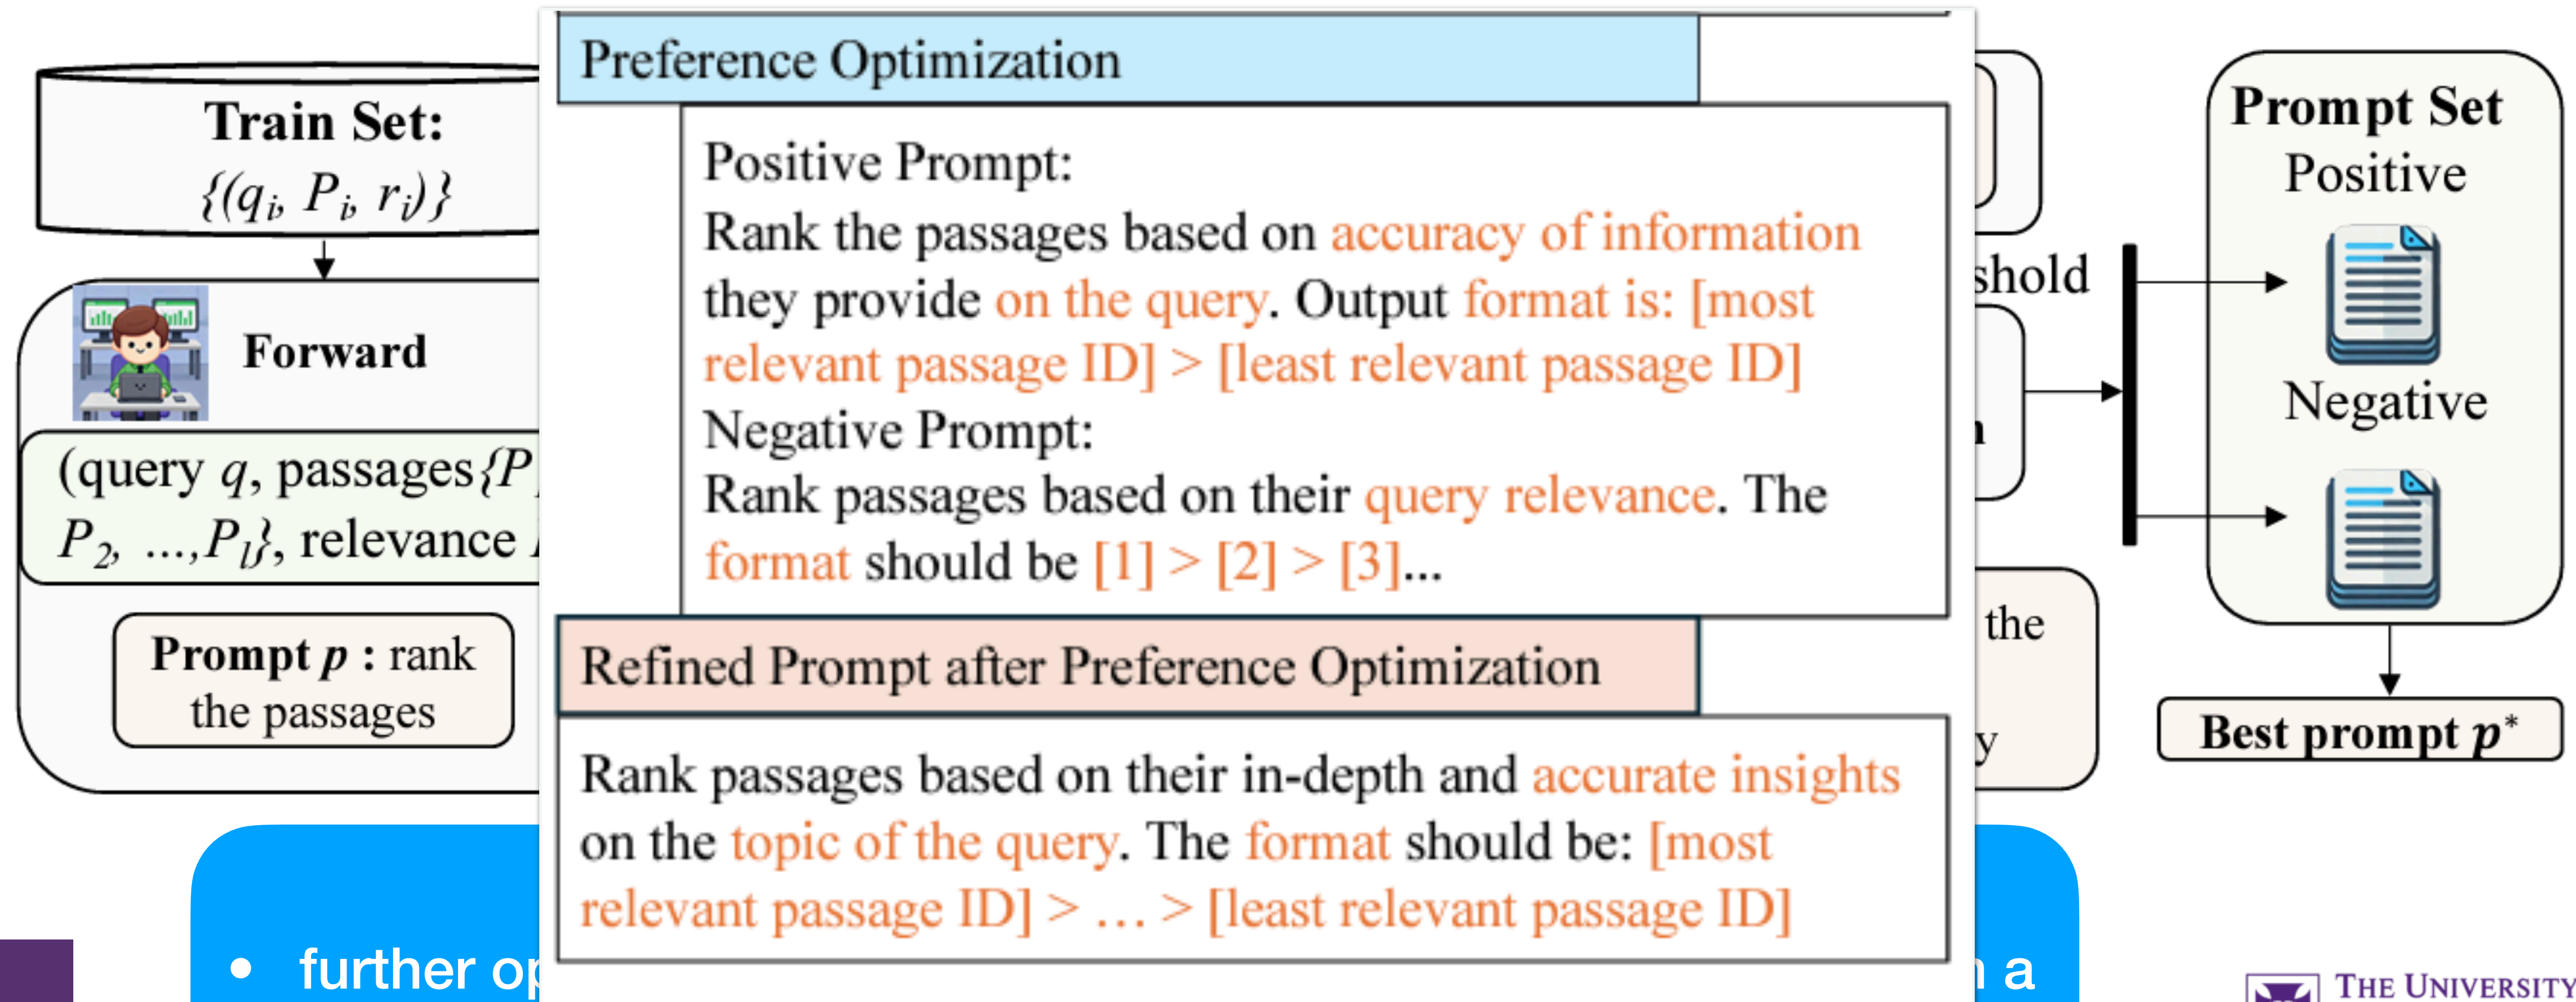 Train Set:
{(qi, Pi, ri)}
Forward
(query q, passages{P
P2, ...,Pl}, relevance
Prompt p : rank
the passages
Preference Optimization
Positive Prompt:
Rank the passages based on accuracy of information
they provide on the query. Output format is: [most
relevant passage ID] > [least relevant passage ID]
Negative Prompt:
Rank passages based on their query relevance. The
format should be [1] > [2] > [3]...
Refined Prompt after Preference Optimization
Rank passages based on their in-depth and accurate insights
on the topic of the query. The format should be: [most
relevant passage ID] > ... > [least relevant passage ID]
shold
the
y
Prompt Set
Positive
Negative
Best prompt p*
• further op
a
THE UNIVERSITY